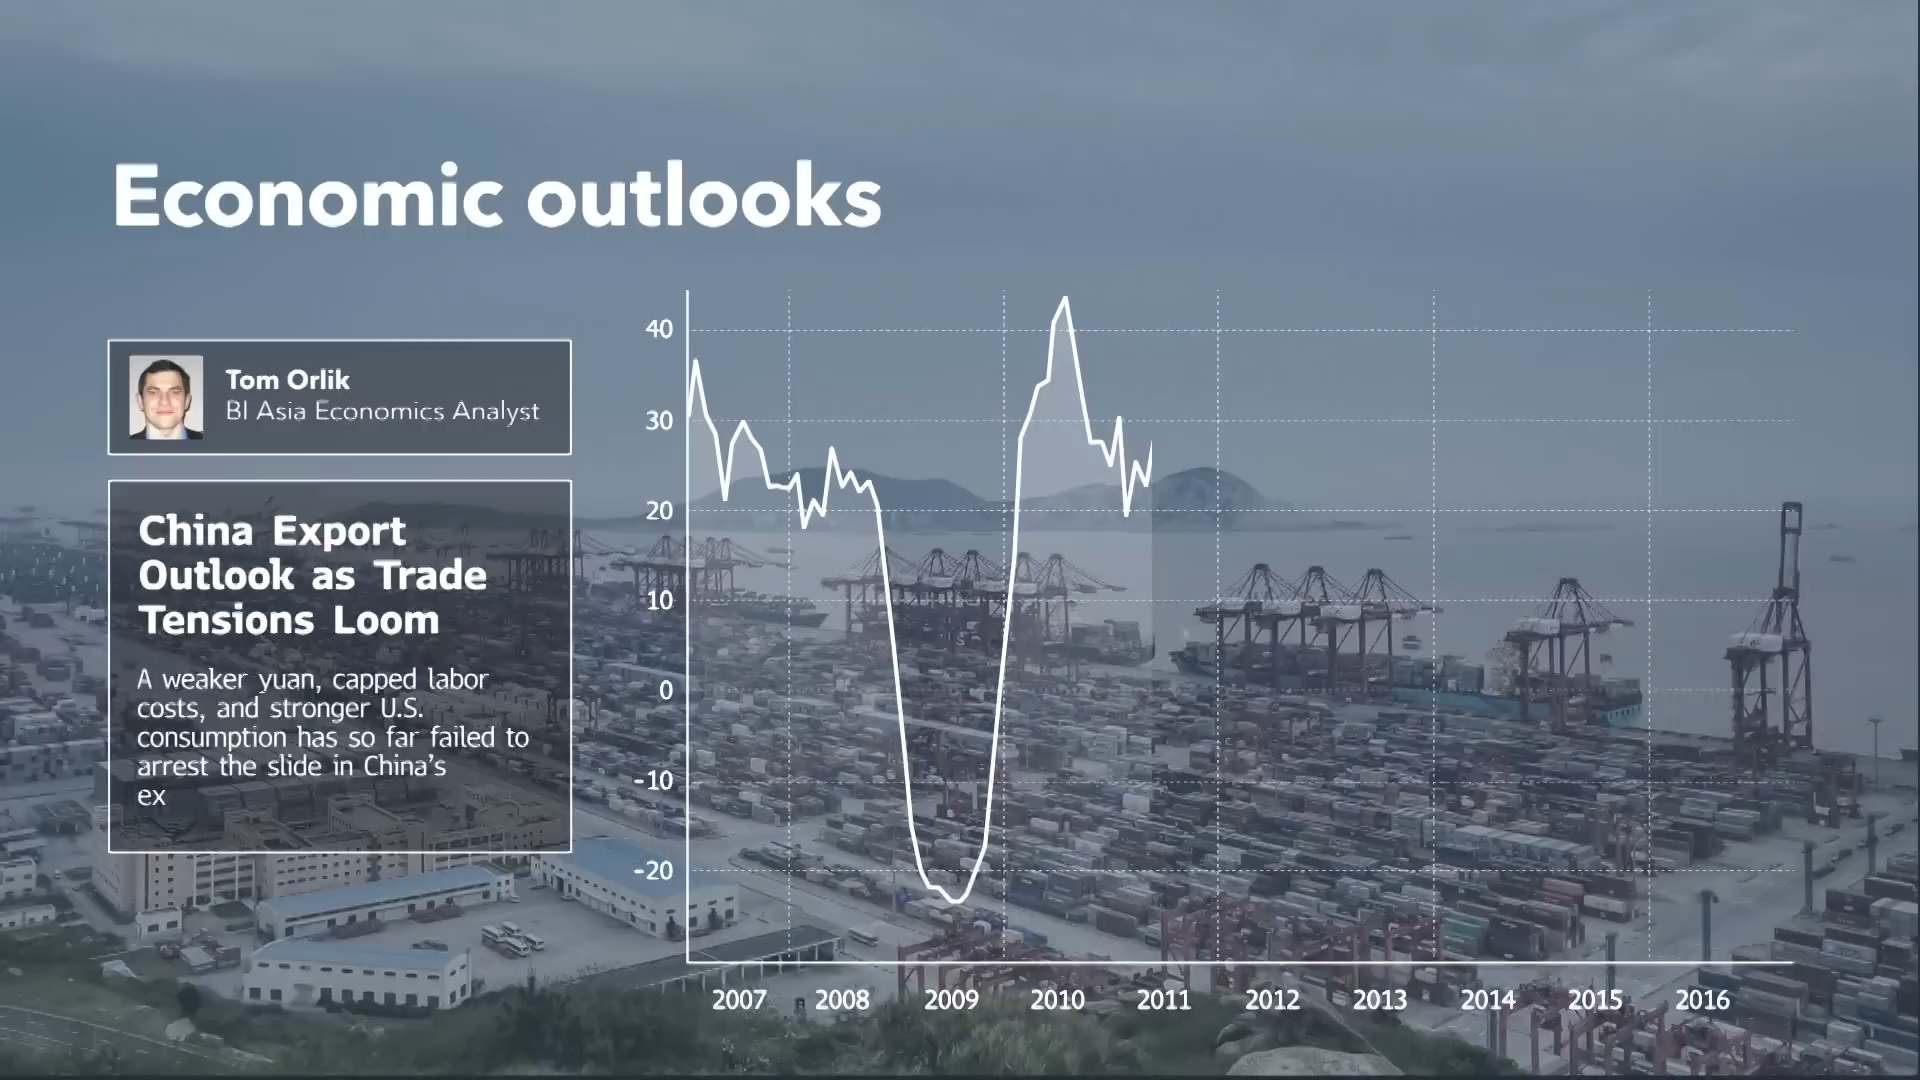 Economic outlooks
Tom Orlik
BI Asia Economics Analyst
China Export
Outlook as Trade
Tensions Loom
A weaker yuan, capped labor
costs, and stronger U.S.
consumption has so far failed to
arrest the slide in China's
ex
40
30
20
10
0
-10
-20
2007 2008 2009 2010 2011 2012 2013 2014 2015 2016